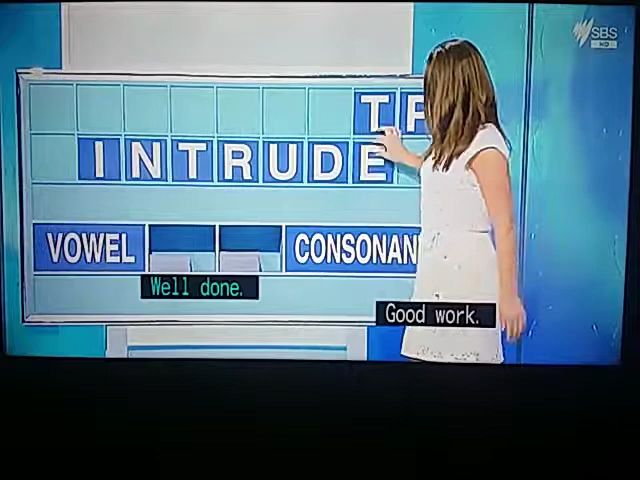 SBS
HD
T
INTRUDE
VOWEL
CONSONAN
Well done.
Good work.